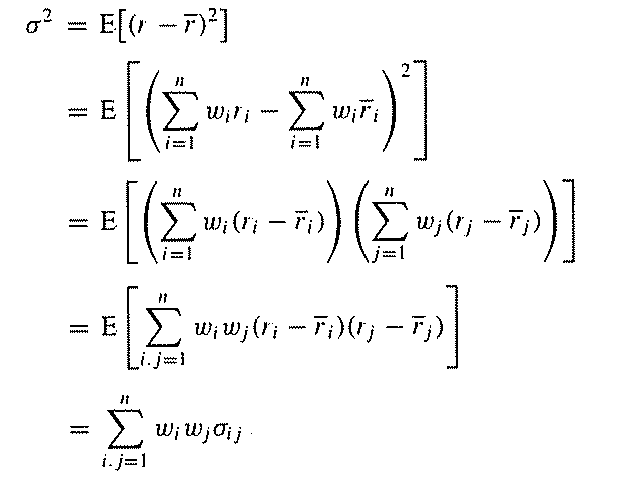 σ² = E[(r − r̄)²]
= E[(∑_{i=1}^{n} w_i r_i − ∑_{i=1}^{n} w_i r̄_i)²]
= E[(∑_{i=1}^{n} w_i (r_i − r̄_i))(∑_{j=1}^{n} w_j (r_j − r̄_j))]
= E[∑_{i.j=1}^{n} w_i w_j (r_i − r̄_i)(r_j − r̄_j)]
= ∑_{i.j=1}^{n} w_i w_j σ_{ij} .